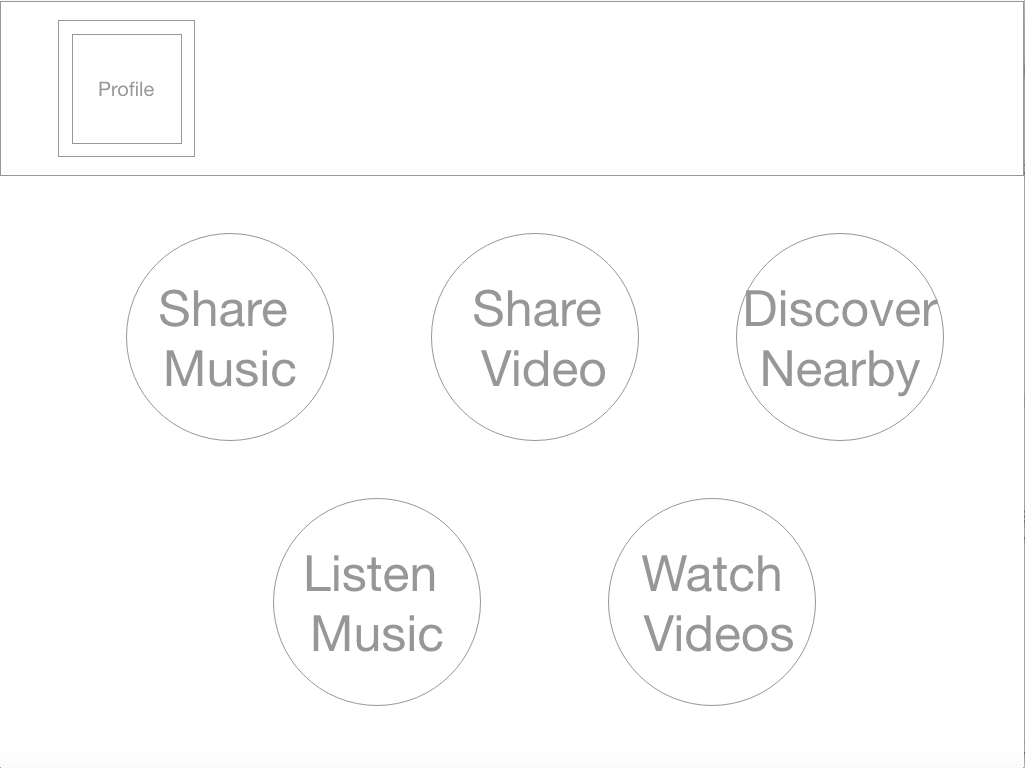 Profile
Share
Music
Share
Video
Discover
Nearby
Listen
Music
Watch
Videos